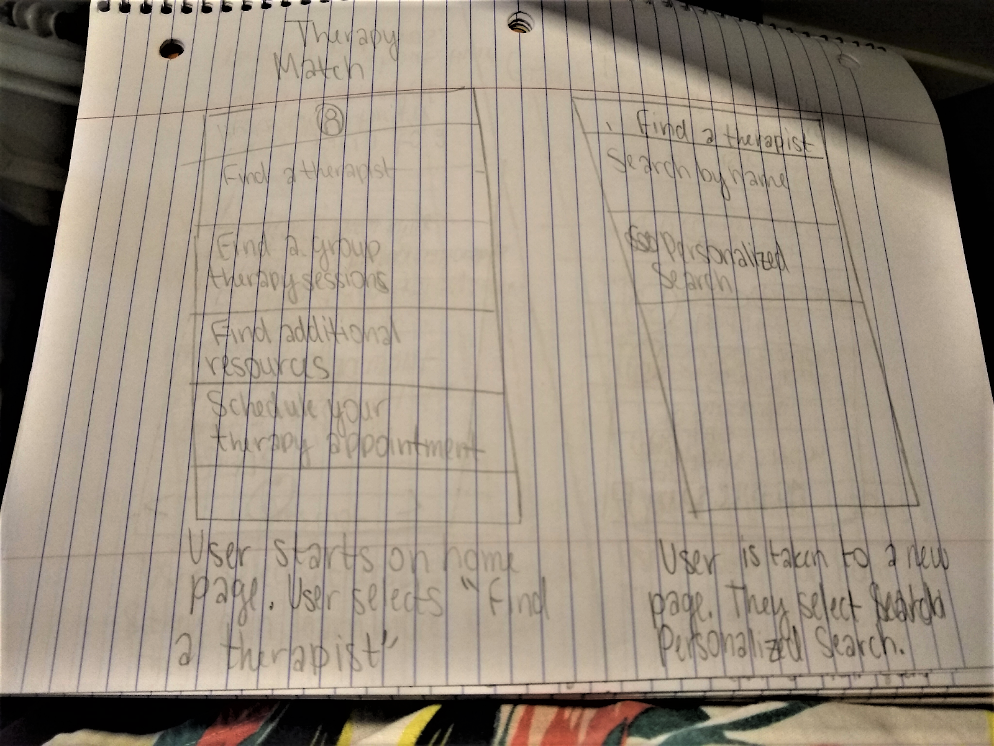 Therapy
Match
Find a therapist
Find a group
therapy sessions
Find additional
resources
Schedule your
therapy appointment
User starts on home
page. User selects "Find
a therapist"
Find a therapist
Search by name
Personalized
Search
User is taken to a new
page. They select Search
Personalized Search.